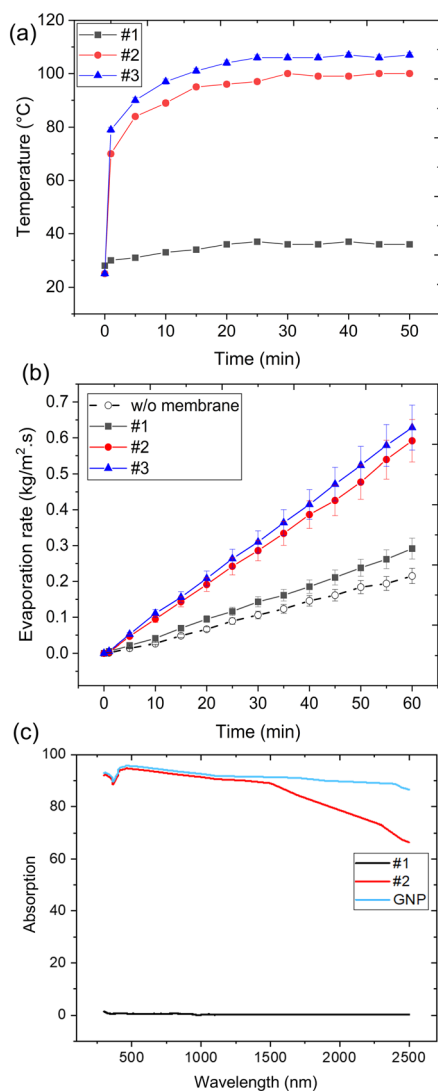 (a)
120
100
80
60
40
20
#1
#2
#3
Temperature (°C)
0 10 20 30 40 50
Time (min)
(b)
0.7
0.6
0.5
0.4
0.3
0.2
0.1
0.0
w/o membrane
#1
#2
#3
Evaporation rate (kg/m².s)
0 10 20 30 40 50 60
Time (min)
(c)
100
80
60
40
20
0
#1
#2
GNP
Absorption
500 1000 1500 2000 2500
Wavelength (nm)